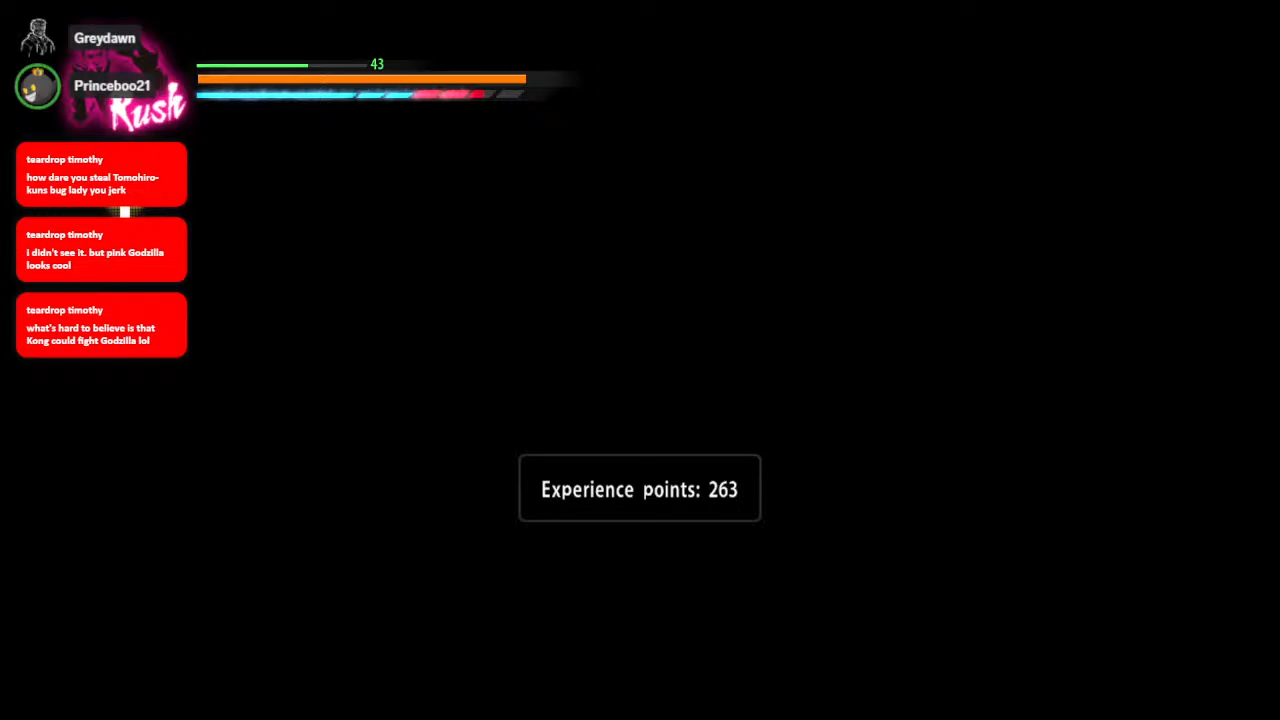 Greydawn
43
Princeboo21
Rush
teardrop timothy
how dare you steal Tomohiro-
kuns bug lady you jerk
teardrop timothy
i didn't see it. but pink Godzilla
looks cool
teardrop timothy
what's hard to believe is that
Kong could fight Godzilla lol
Experience points: 263